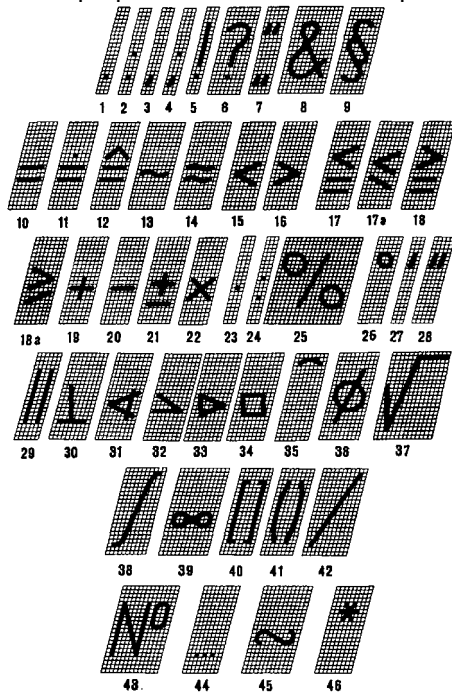 . : , ; ! ? „“ & §
1 2 3 4 5 6 7 8 9
= ≐ ≙ ~ ≈ < > ≦ ⩽ ≧
10 11 12 13 14 15 16 17 17a 18
⩾ + − ± × · : % ° ′ ″
18a 19 20 21 22 23 24 25 26 27 28
∥ ⊥ ∢ ∠ ▷ □ ⌒ ∅ √
29 30 31 32 33 34 35 36 37
∫ ∞ [] () /
38 39 40 41 42
№ ... ∾ *
43. 44 45 46